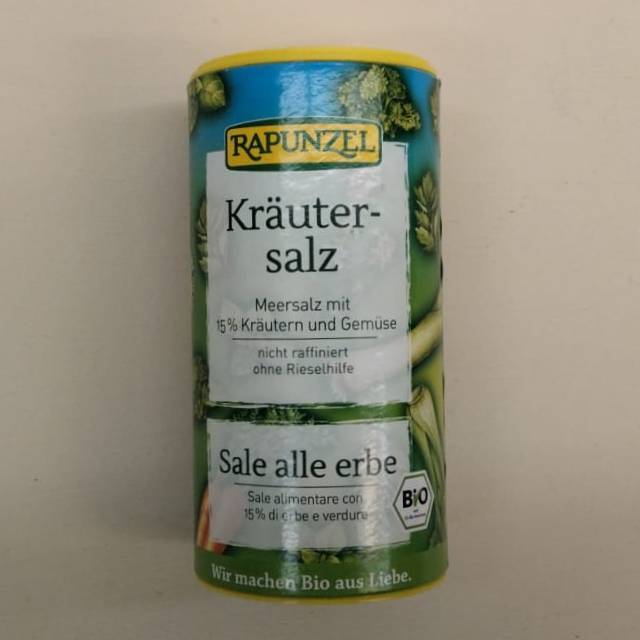 RAPUNZEL
Kräuter-
salz
Meersalz mit
15% Kräutern und Gemüse
nicht raffiniert
ohne Rieselhilfe
Sale alle erbe
Sale alimentare con
15% di erbe e verdure
BiO
Wir machen Bio aus Liebe.